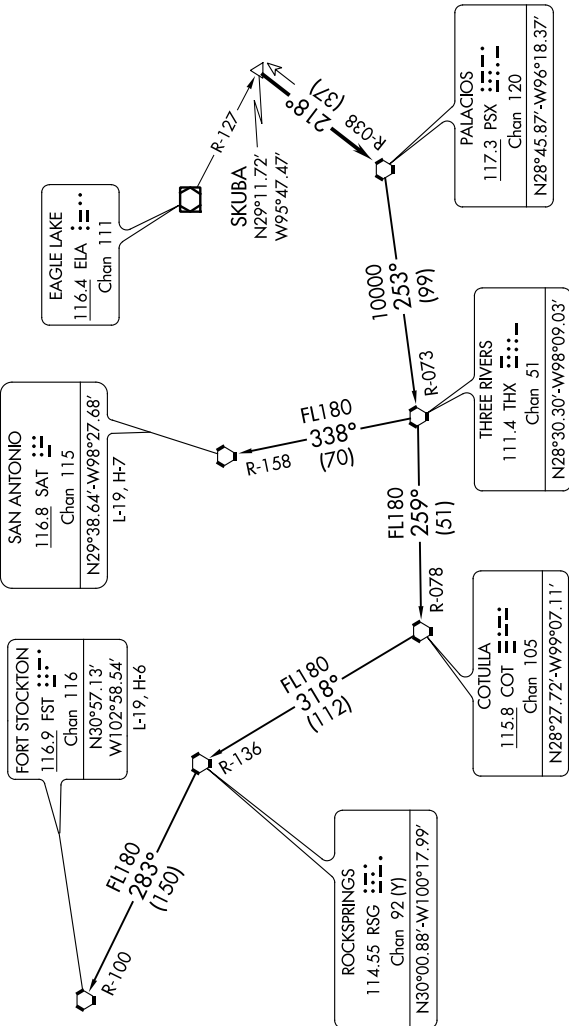 FORT STOCKTON
116.9 FST
Chan 116
N30°57.13'
W102°58.54'
L-19, H-6
SAN ANTONIO
116.8 SAT
Chan 115
N29°38.64'-W98°27.68'
L-19, H-7
EAGLE LAKE
116.4 ELA
Chan 111
R-127
SKUBA
N29°11.72'
W95°47.47'
218°
(37)
R-038
PALACIOS
117.3 PSX
Chan 120
N28°45.87'-W96°18.37'
10000
253°
(99)
R-073
THREE RIVERS
111.4 THX
Chan 51
N28°30.30'-W98°09.03'
FL180
338°
(70)
R-158
FL180
259°
(51)
R-078
COTULLA
115.8 COT
Chan 105
N28°27.72'-W99°07.11'
FL180
318°
(112)
R-136
ROCKSPRINGS
114.55 RSG
Chan 92 (Y)
N30°00.88'-W100°17.99'
FL180
283°
(150)
R-100